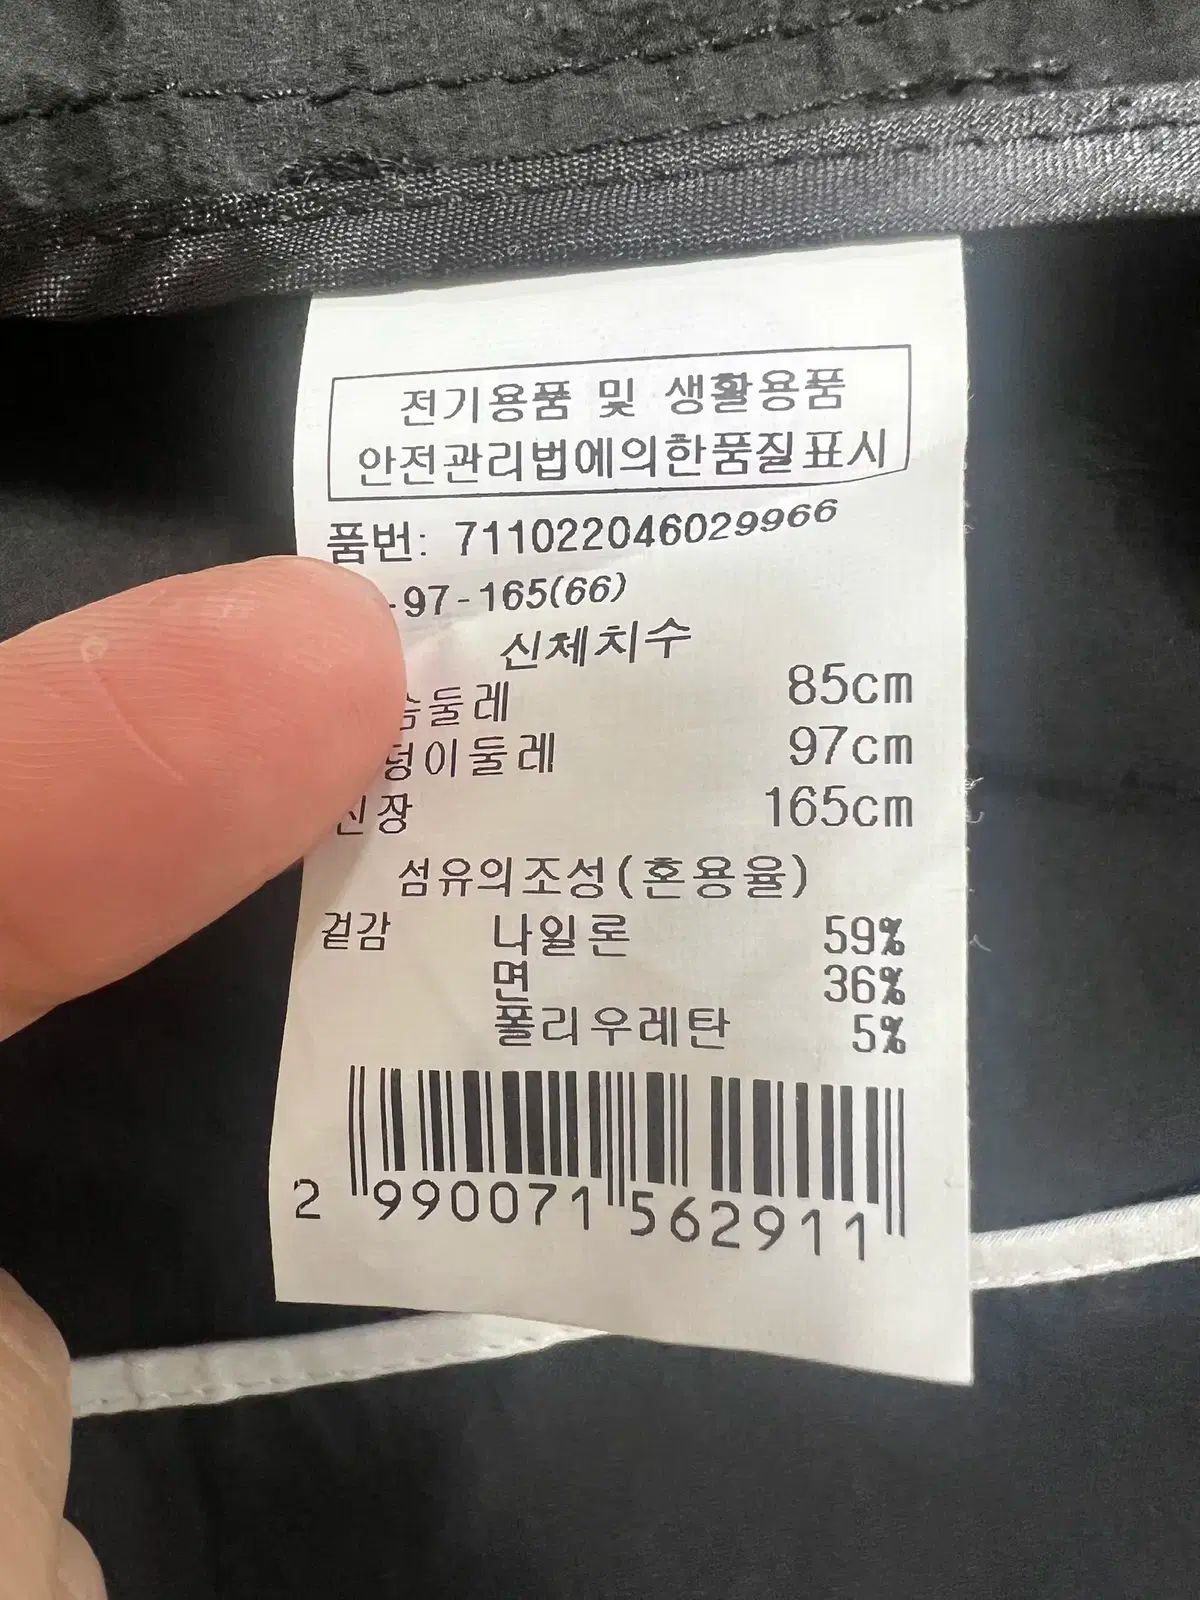 전기용품 및 생활용품
안전관리법에의한품질표시
품번: 711022046029966
-97-165(66)
신체치수
85cm
97cm
165cm
섬유의조성(혼용율)
겉감 나일론 59%
면 36%
폴리우레탄 5%
2 990071 562911